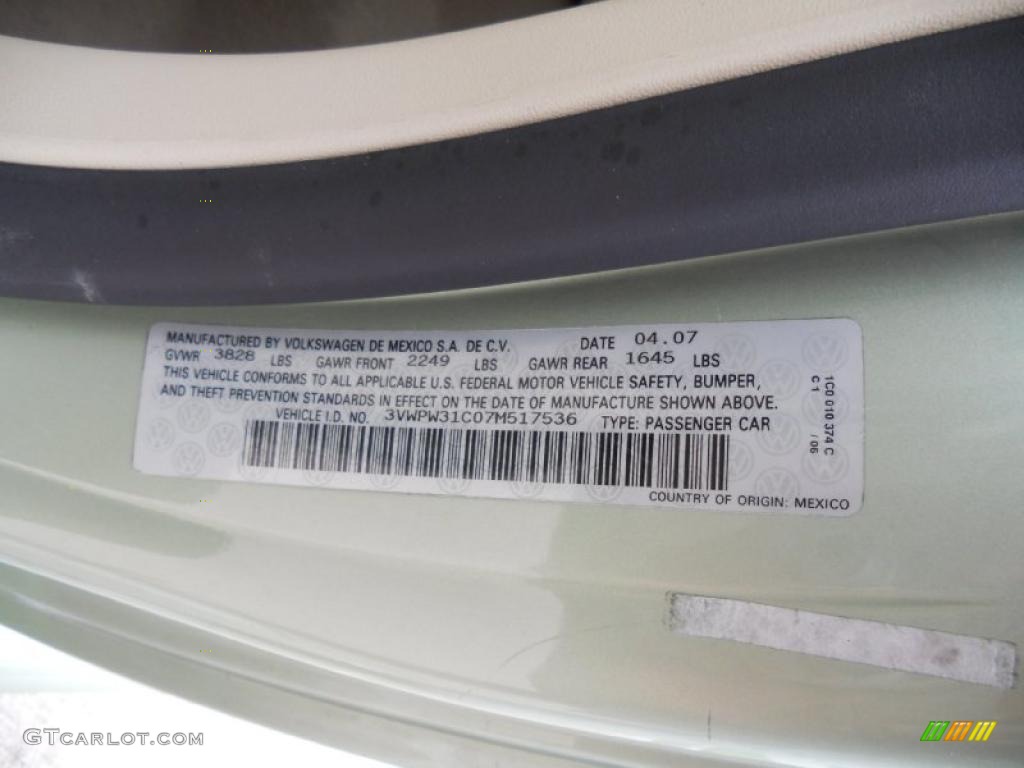 MANUFACTURED BY VOLKSWAGEN DE MEXICO S.A. DE C.V. DATE 04.07
GVWR 3828 LBS GAWR FRONT 2249 LBS GAWR REAR 1645 LBS
THIS VEHICLE CONFORMS TO ALL APPLICABLE U.S. FEDERAL MOTOR VEHICLE SAFETY, BUMPER,
AND THEFT PREVENTION STANDARDS IN EFFECT ON THE DATE OF MANUFACTURE SHOWN ABOVE.
VEHICLE I.D. NO. 3VWPW31C07M517536 TYPE: PASSENGER CAR
COUNTRY OF ORIGIN: MEXICO
1C0 010 374 C
C1 /06
GTCARLOT.COM